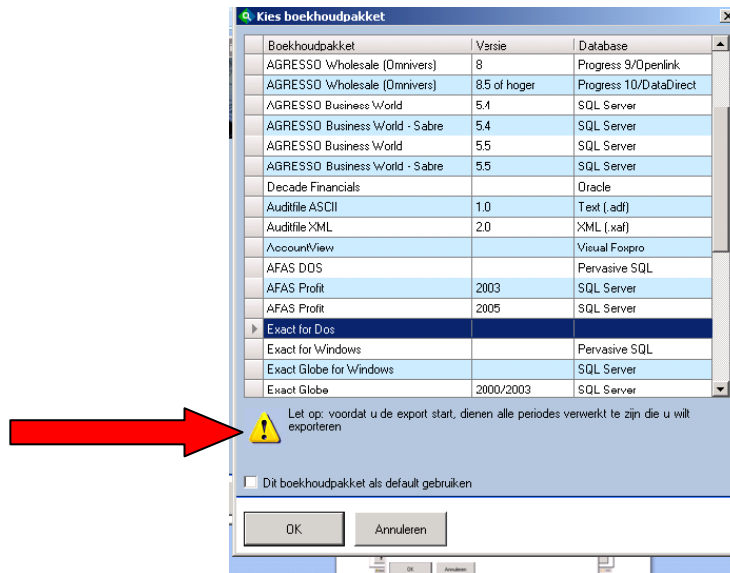 Kies boekhoudpakket
Boekhoudpakket Versie Database
AGRESSO Wholesale (Omnivers) 8 Progress 9/Openlink
AGRESSO Wholesale (Omnivers) 8.5 of hoger Progress 10/DataDirect
AGRESSO Business World 5.4 SQL Server
AGRESSO Business World - Sabre 5.4 SQL Server
AGRESSO Business World 5.5 SQL Server
AGRESSO Business World - Sabre 5.5 SQL Server
Decade Financials Oracle
Auditfile ASCII 1.0 Text (.adf)
Auditfile XML 2.0 XML (.xaf)
AccountView Visual Foxpro
AFAS DOS Pervasive SQL
AFAS Profit 2003 SQL Server
AFAS Profit 2005 SQL Server
Exact for Dos
Exact for Windows Pervasive SQL
Exact Globe for Windows SQL Server
Exact Globe 2000/2003 SQL Server
Let op: voordat u de export start, dienen alle periodes verwerkt te zijn die u wilt
exporteren
Dit boekhoudpakket als default gebruiken
OK Annuleren
OK Annuleren